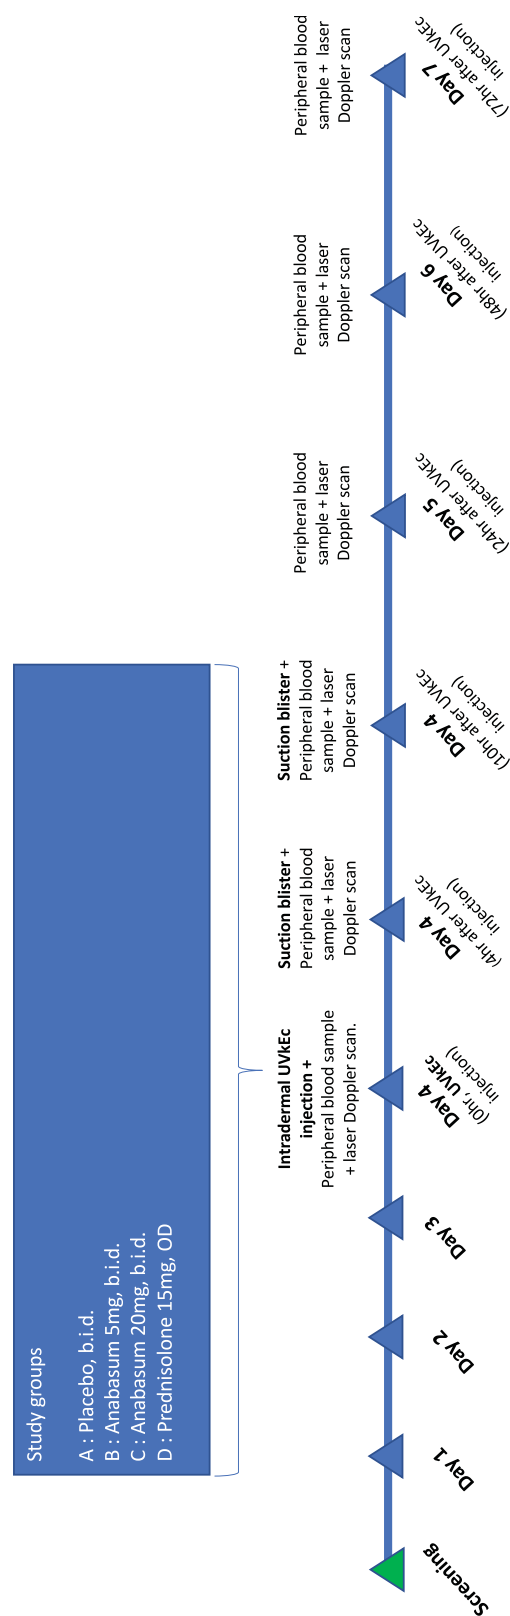 Study groups
A : Placebo, b.i.d.
B : Anabasum 5mg, b.i.d.
C : Anabasum 20mg, b.i.d.
D : Prednisolone 15mg, OD
Intradermal UVkEc
injection +
Peripheral blood sample
+ laser Doppler scan.
Suction blister +
Peripheral blood
sample + laser
Doppler scan
Suction blister +
Peripheral blood
sample + laser
Doppler scan
Peripheral blood
sample + laser
Doppler scan
Peripheral blood
sample + laser
Doppler scan
Peripheral blood
sample + laser
Doppler scan
Screening
Day 1
Day 2
Day 3
Day 4
(0hr, UVkEc
injection)
Day 4
(4hr after UVkEc
injection)
Day 4
(10hr after UVkEc
injection)
Day 5
(24hr after UVkEc
injection)
Day 6
(48hr after UVkEc
injection)
Day 7
(72hr after UVkEc
injection)